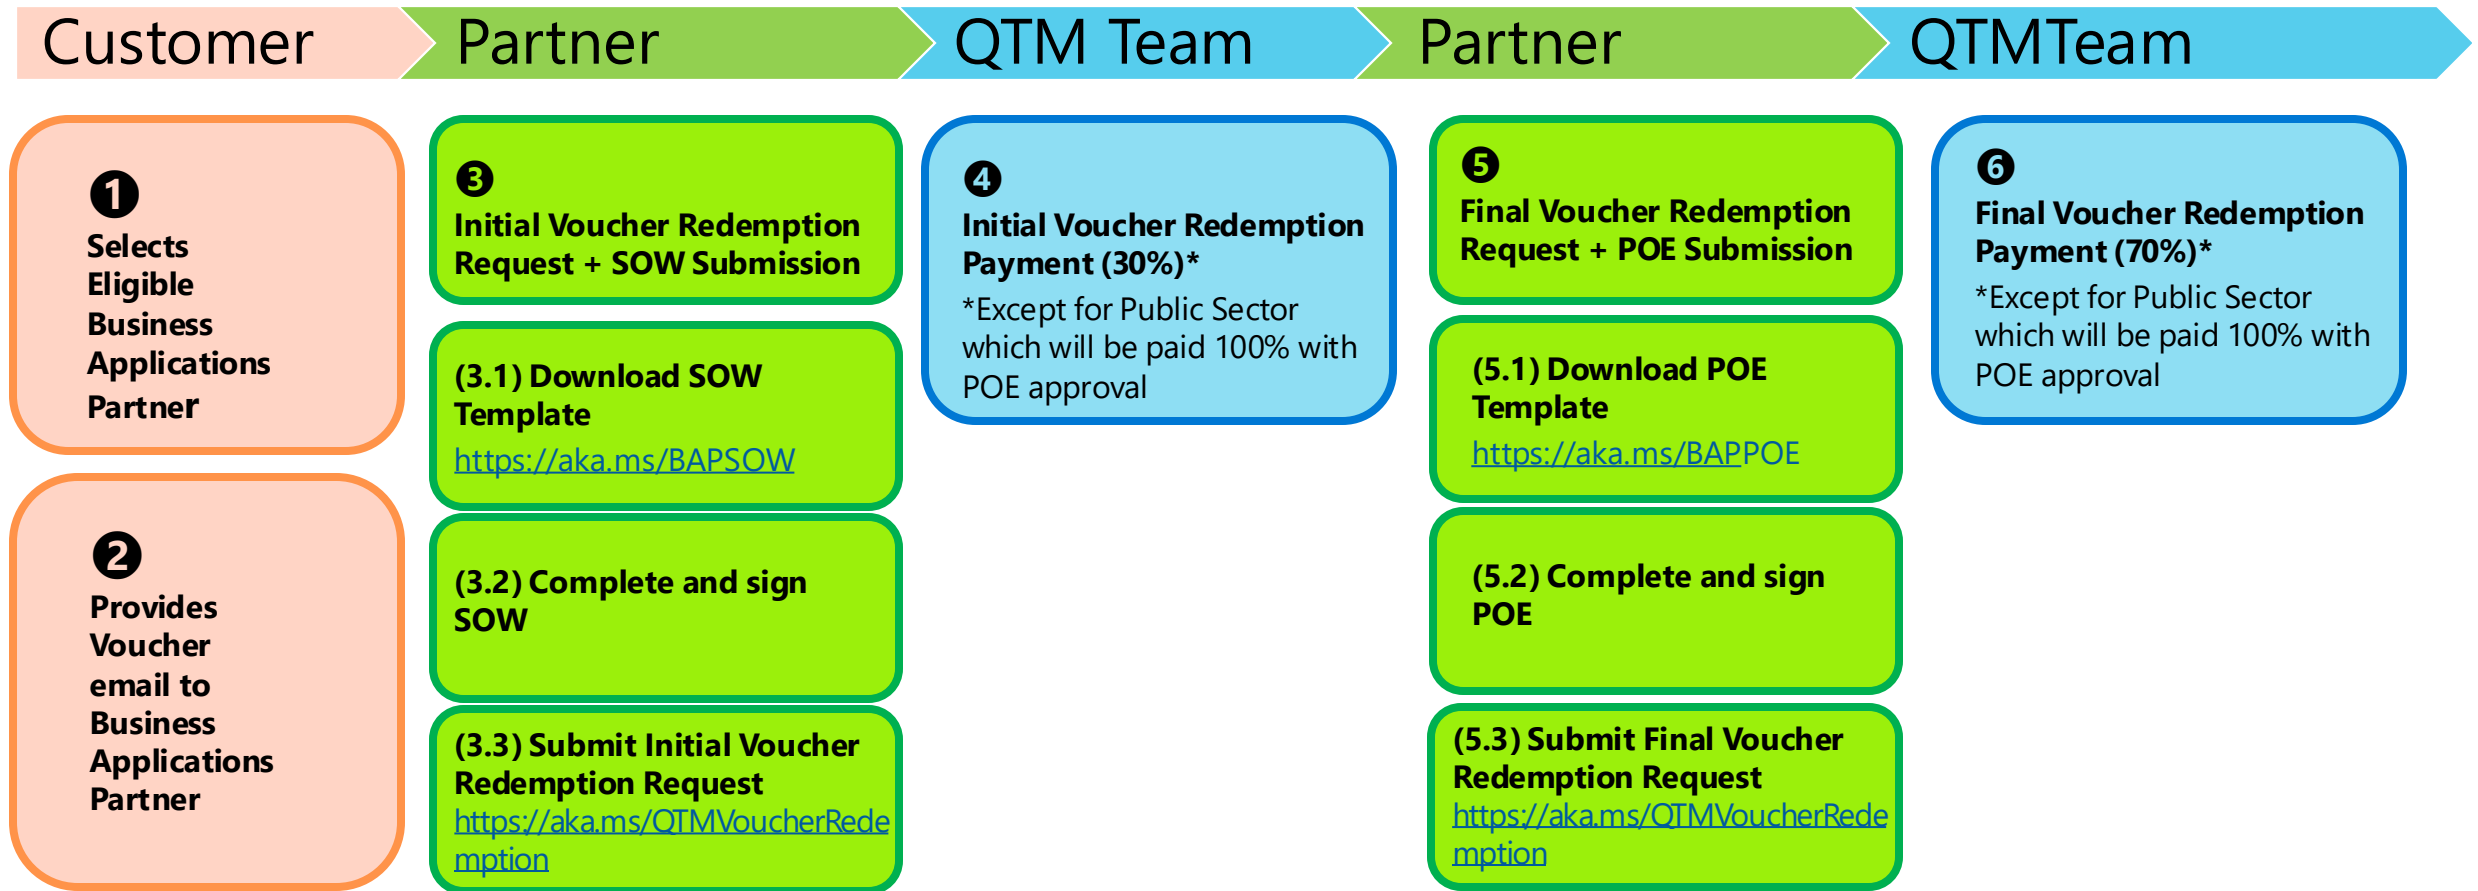 Customer
Partner
QTM Team
Partner
QTMTeam
❶
Selects
Eligible
Business
Applications
Partner
❷
Provides
Voucher
email to
Business
Applications
Partner
❸
Initial Voucher Redemption
Request + SOW Submission
(3.1) Download SOW
Template
https://aka.ms/BAPSOW
(3.2) Complete and sign
SOW
(3.3) Submit Initial Voucher
Redemption Request
https://aka.ms/QTMVoucherRede
mption
❹
Initial Voucher Redemption
Payment (30%)*
*Except for Public Sector
which will be paid 100% with
POE approval
❺
Final Voucher Redemption
Request + POE Submission
(5.1) Download POE
Template
https://aka.ms/BAPPOE
(5.2) Complete and sign
POE
(5.3) Submit Final Voucher
Redemption Request
https://aka.ms/QTMVoucherRede
mption
❻
Final Voucher Redemption
Payment (70%)*
*Except for Public Sector
which will be paid 100% with
POE approval